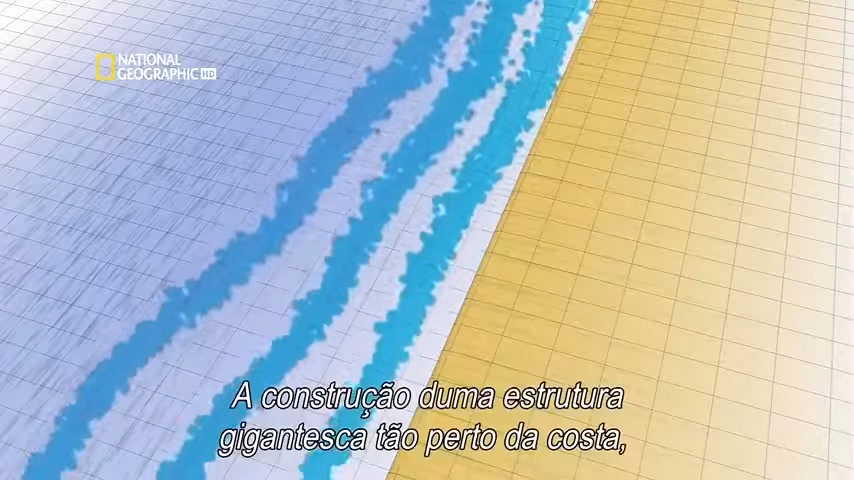 NATIONAL
GEOGRAPHIC HD
A construção duma estrutura
gigantesca tão perto da costa,